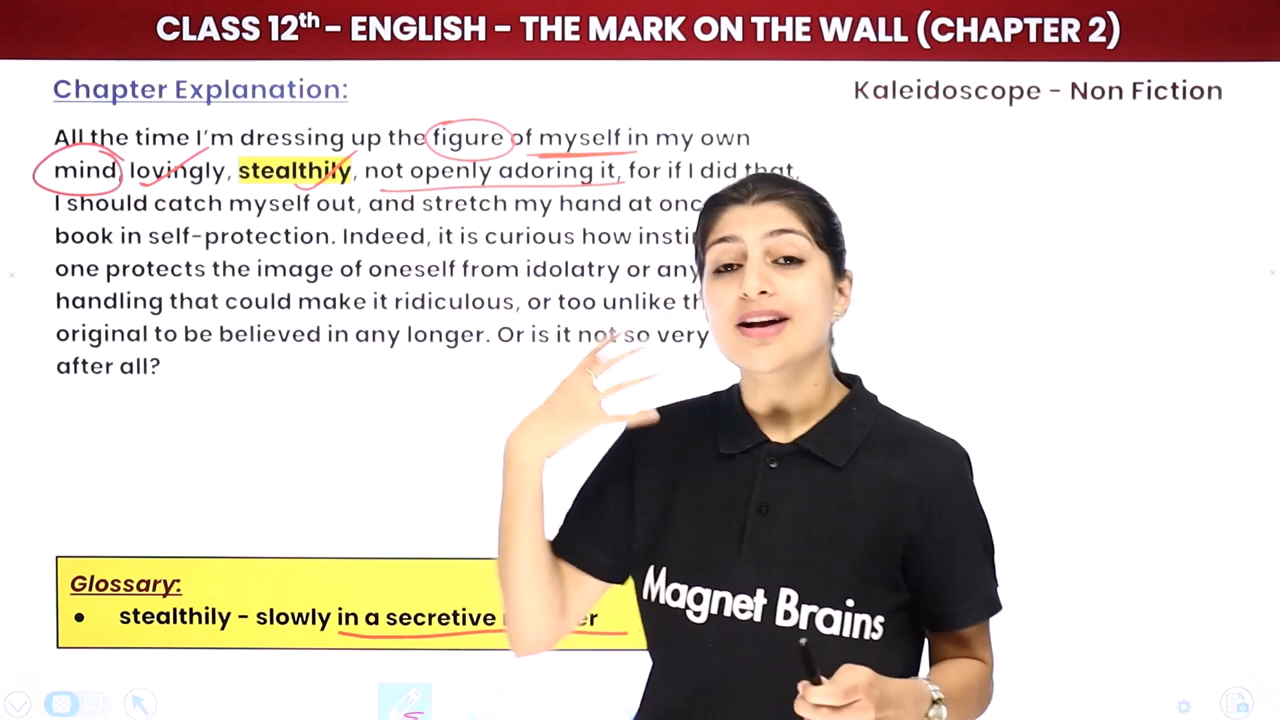 CLASS 12th - ENGLISH - THE MARK ON THE WALL (CHAPTER 2)
Chapter Explanation:
Kaleidoscope - Non Fiction
All the time I'm dressing up the figure of myself in my own
mind, lovingly, stealthily, not openly adoring it, for if I did that,
I should catch myself out, and stretch my hand at
book in self-protection. Indeed, it is curious how
one protects the image of oneself from idolatry or any
handling that could make it ridiculous, or too unlike
original to be believed in any longer. Or is it not so very
after all?
Glossary:
• stealthily - slowly in a secretive
Magnet Brains